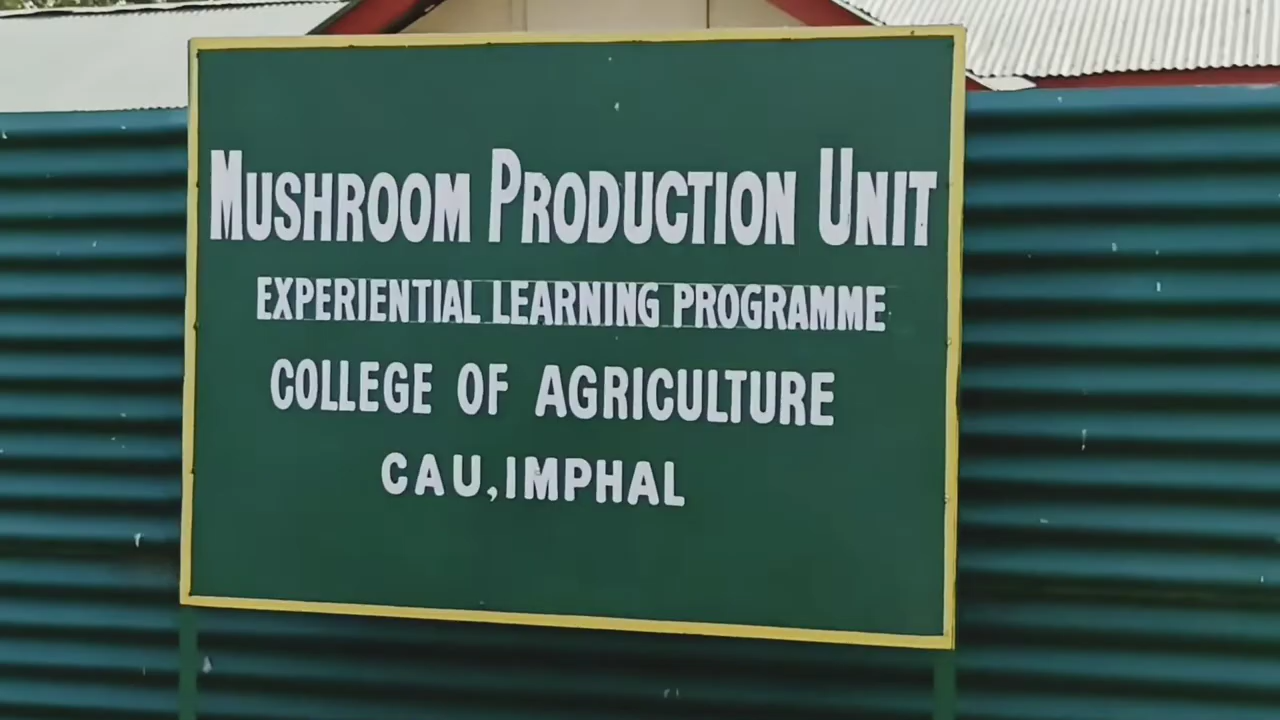 MUSHROOM PRODUCTION UNIT
EXPERIENTIAL LEARNING PROGRAMME
COLLEGE OF AGRICULTURE
CAU,IMPHAL